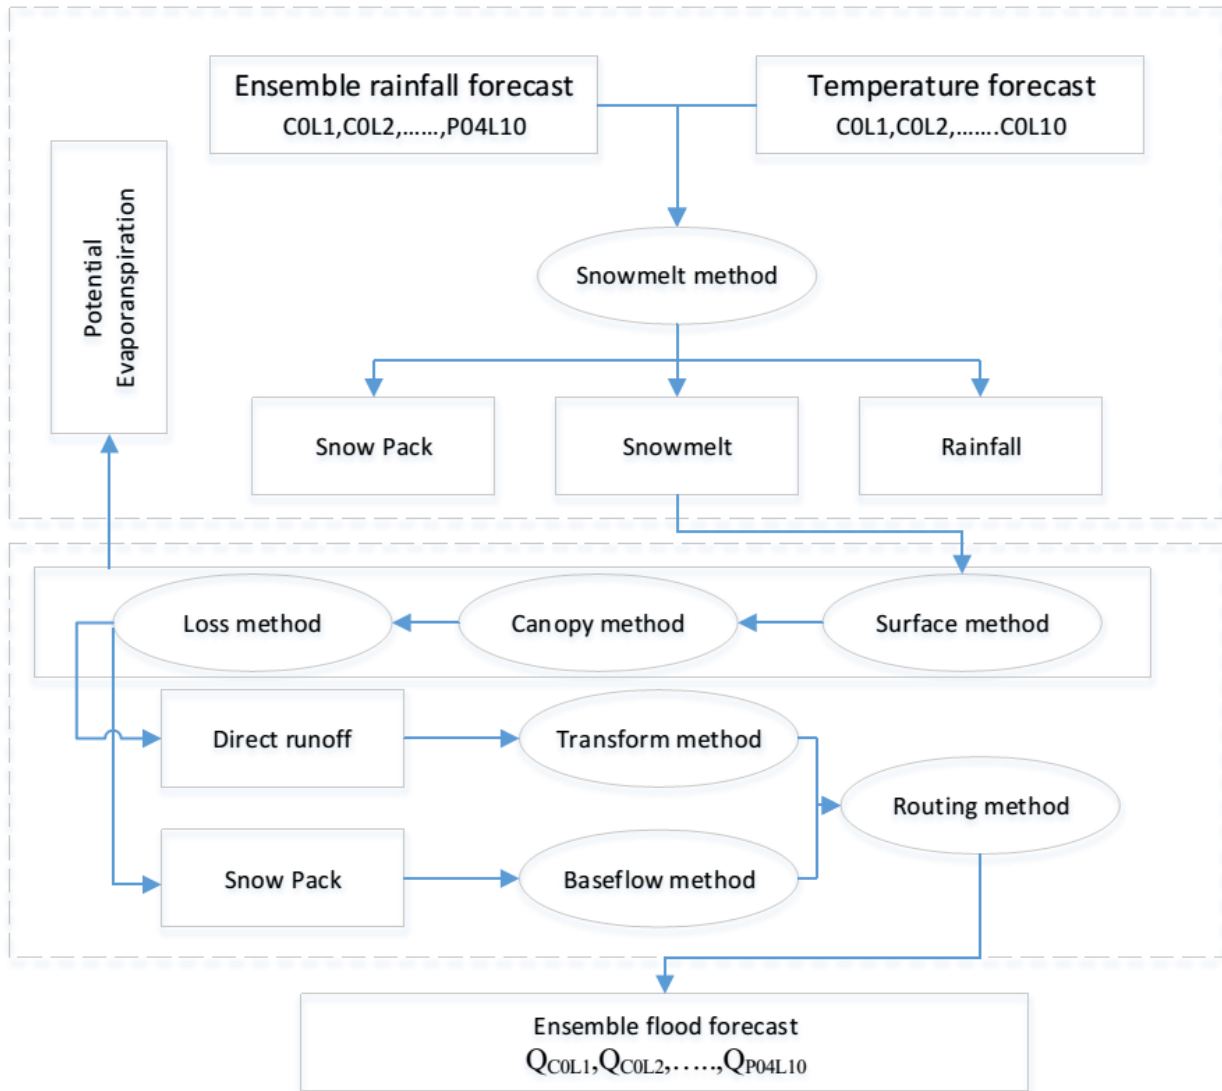 Ensemble rainfall forecast
C0L1,C0L2,......,P04L10
Temperature forecast
C0L1,C0L2,.......C0L10
Potential
Evaporanspiration
Snowmelt method
Snow Pack
Snowmelt
Rainfall
Loss method
Canopy method
Surface method
Direct runoff
Transform method
Routing method
Snow Pack
Baseflow method
Ensemble flood forecast
QC0L1,QC0L2,.....,QP04L10